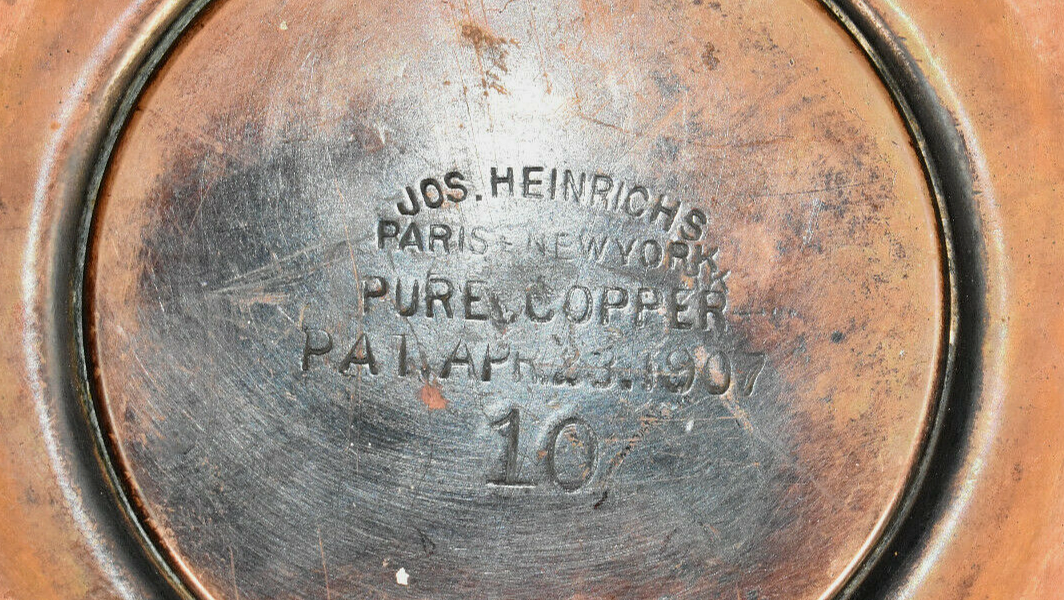 JOS. HEINRICHS
PARIS & NEW YORK,
PURE COPPER
PAT. APR. 23. 1907
10